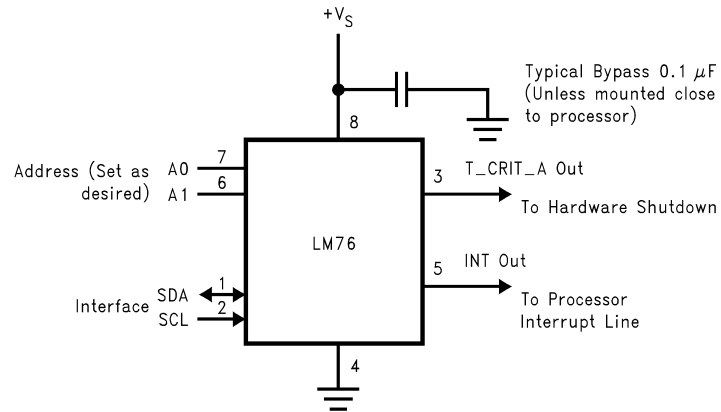 +VS
Typical Bypass 0.1 μF
(Unless mounted close
to processor)
8
Address (Set as
desired)
A0
7
A1
6
3
T_CRIT_A Out
To Hardware Shutdown
LM76
5
INT Out
To Processor
Interrupt Line
Interface
SDA
1
SCL
2
4